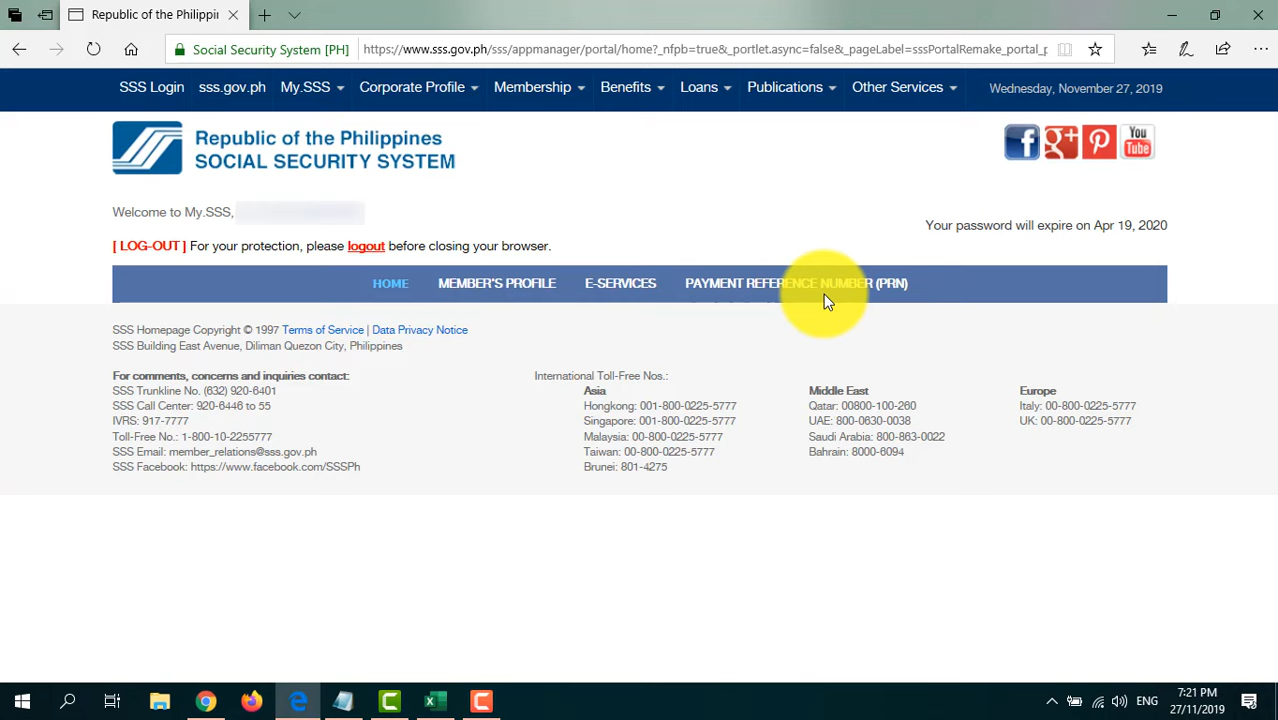 Republic of the Philippi
Social Security System [PH] https://www.sss.gov.ph/sss/appmanager/portal/home?_nfpb=true&_portlet.async=false&_pageLabel=sssPortalRemake_portal_p
SSS Login sss.gov.ph My.SSS Corporate Profile Membership Benefits Loans Publications Other Services Wednesday, November 27, 2019
Republic of the Philippines
SOCIAL SECURITY SYSTEM
You Tube
Welcome to My.SSS,
Your password will expire on Apr 19, 2020
[ LOG-OUT ] For your protection, please logout before closing your browser.
HOME MEMBER'S PROFILE E-SERVICES PAYMENT REFERENCE NUMBER (PRN)
SSS Homepage Copyright © 1997 Terms of Service | Data Privacy Notice
SSS Building East Avenue, Diliman Quezon City, Philippines
For comments, concerns and inquiries contact:
SSS Trunkline No. (632) 920-6401
SSS Call Center: 920-6446 to 55
IVRS: 917-7777
Toll-Free No.: 1-800-10-2255777
SSS Email: member_relations@sss.gov.ph
SSS Facebook: https://www.facebook.com/SSSPh
International Toll-Free Nos.:
Asia
Hongkong: 001-800-0225-5777
Singapore: 001-800-0225-5777
Malaysia: 00-800-0225-5777
Taiwan: 00-800-0225-5777
Brunei: 801-4275
Middle East
Qatar: 00800-100-260
UAE: 800-0630-0038
Saudi Arabia: 800-863-0022
Bahrain: 8000-6094
Europe
Italy: 00-800-0225-5777
UK: 00-800-0225-5777
ENG
7:21 PM
27/11/2019